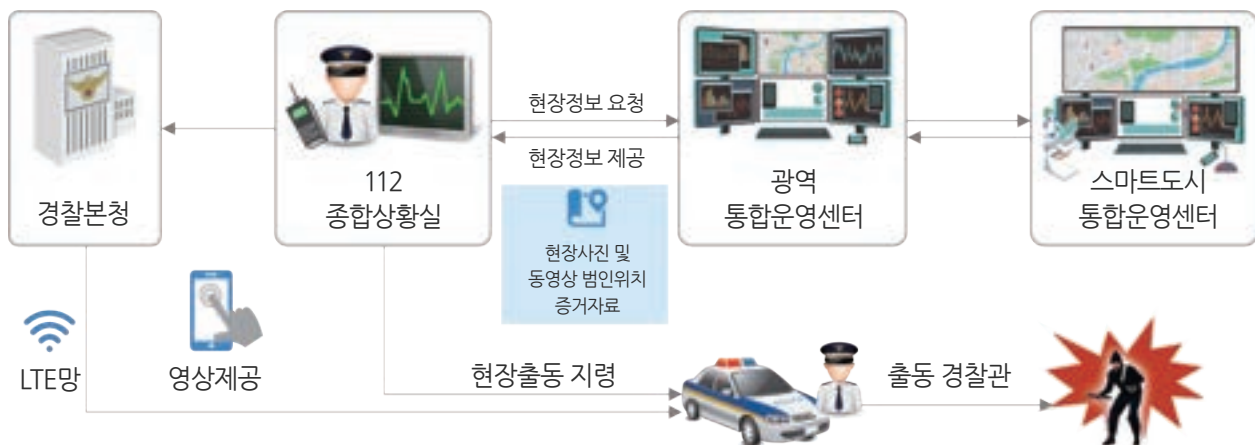 현장정보 요청
현장정보 제공
경찰본청
112
종합상황실
광역
통합운영센터
스마트도시
통합운영센터
현장사진 및
동영상 범인위치
증거자료
LTE망
영상제공
현장출동 지령
출동 경찰관